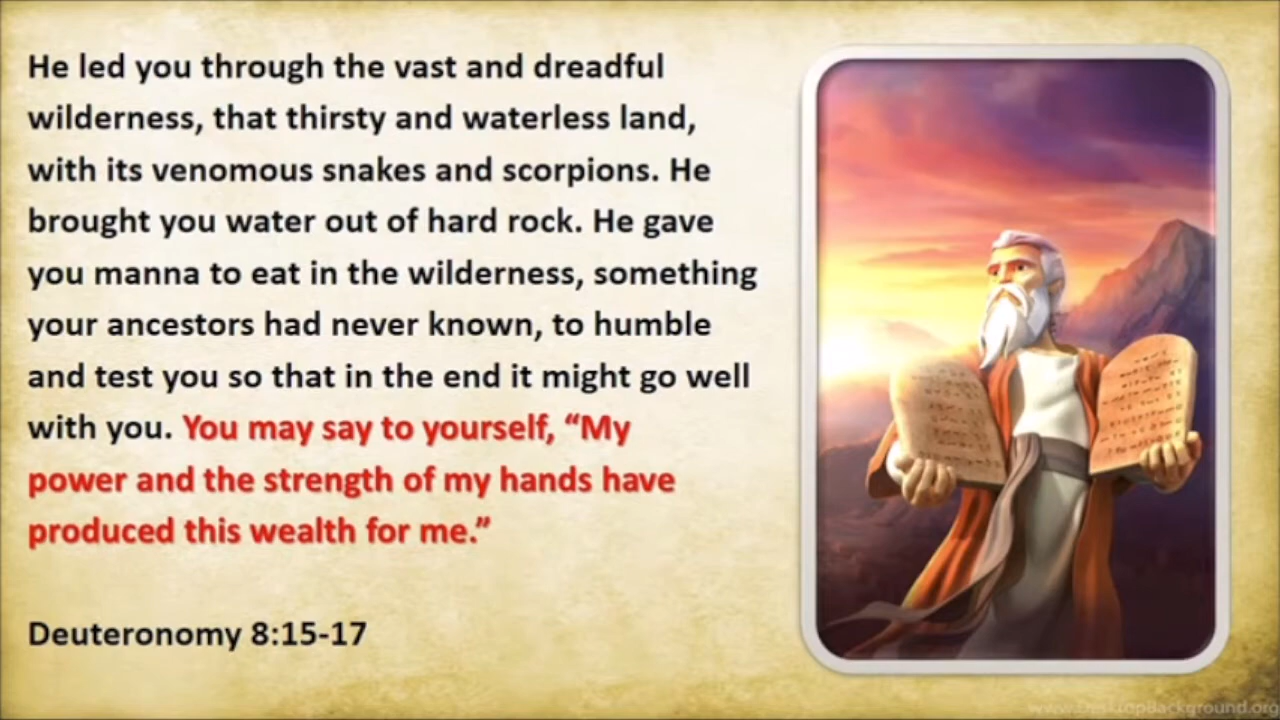 He led you through the vast and dreadful
wilderness, that thirsty and waterless land,
with its venomous snakes and scorpions. He
brought you water out of hard rock. He gave
you manna to eat in the wilderness, something
your ancestors had never known, to humble
and test you so that in the end it might go well
with you. You may say to yourself, “My
power and the strength of my hands have
produced this wealth for me.”
Deuteronomy 8:15-17
www.DesktopBackground.org